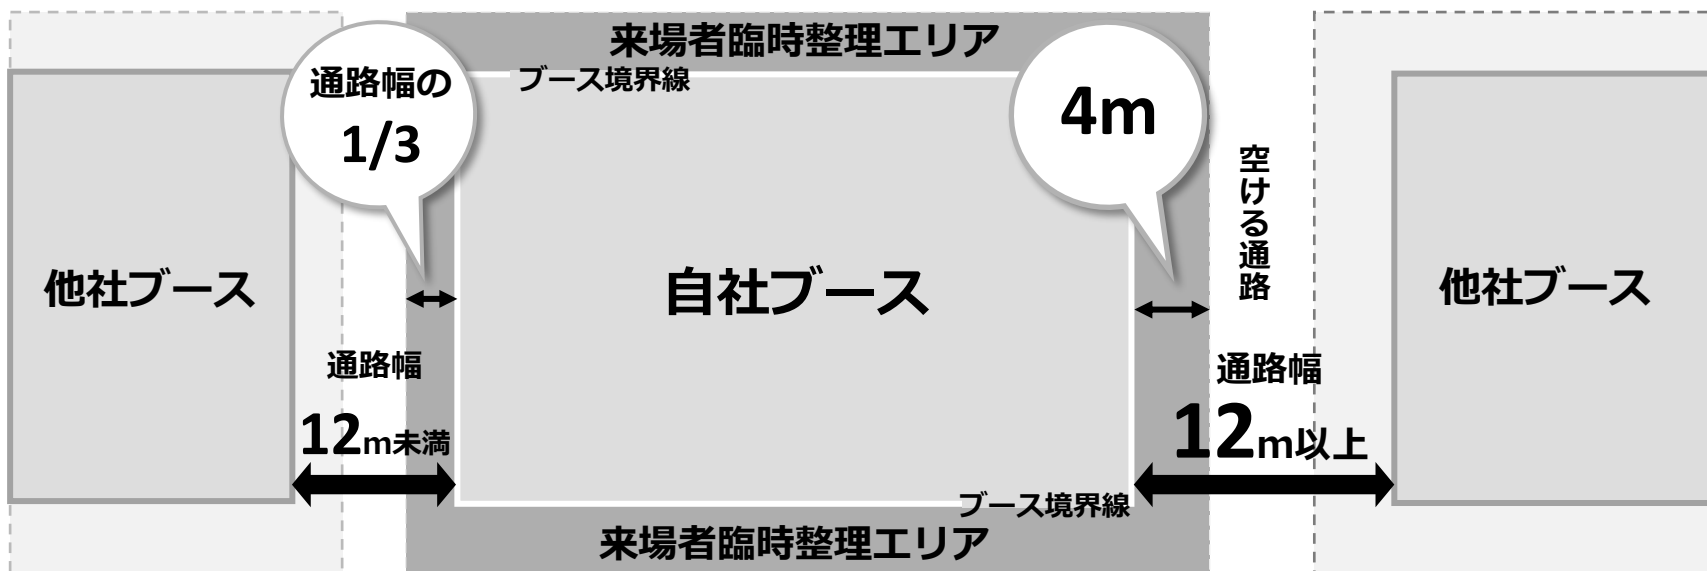 来場者臨時整理エリア
ブース境界線
通路幅の
1/3
4m
空ける通路
他社ブース
自社ブース
他社ブース
通路幅
12m未満
通路幅
12m以上
ブース境界線
来場者臨時整理エリア